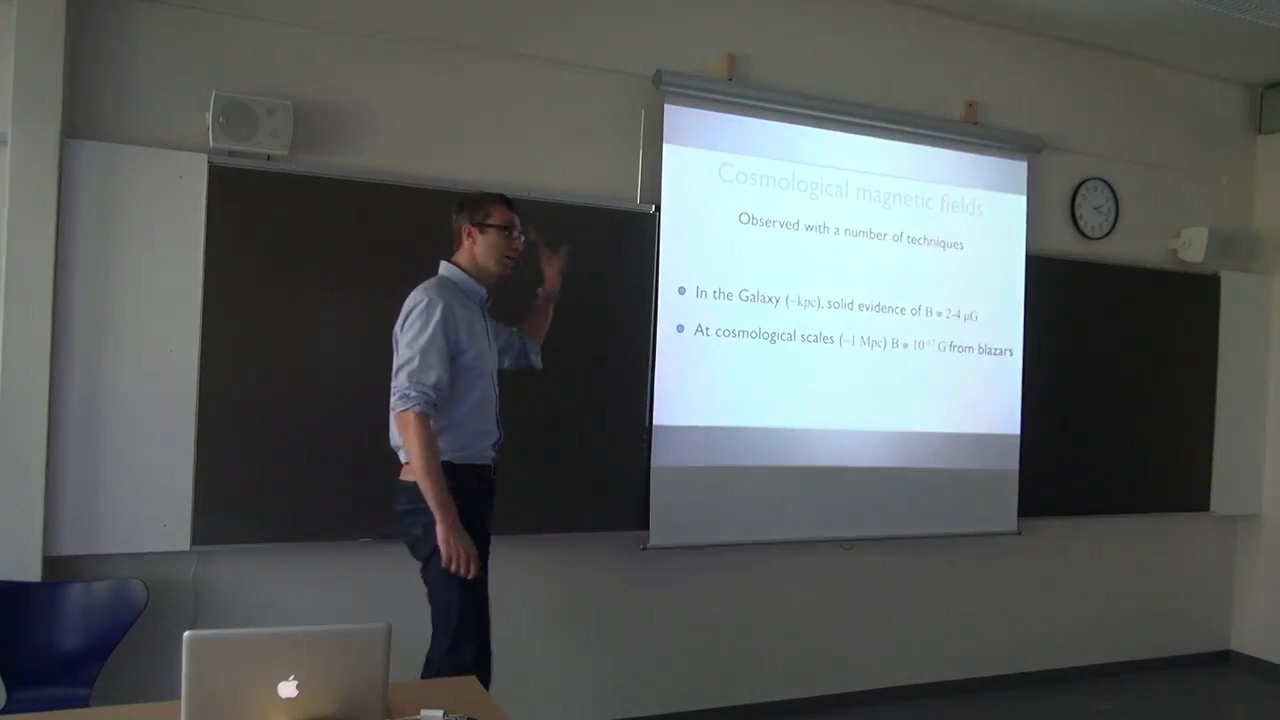 Cosmological magnetic fields
Observed with a number of techniques
In the Galaxy (~kpc), solid evidence of B = 2-4 μG
At cosmological scales (~1 Mpc) B = 10⁻¹⁷ G from blazars